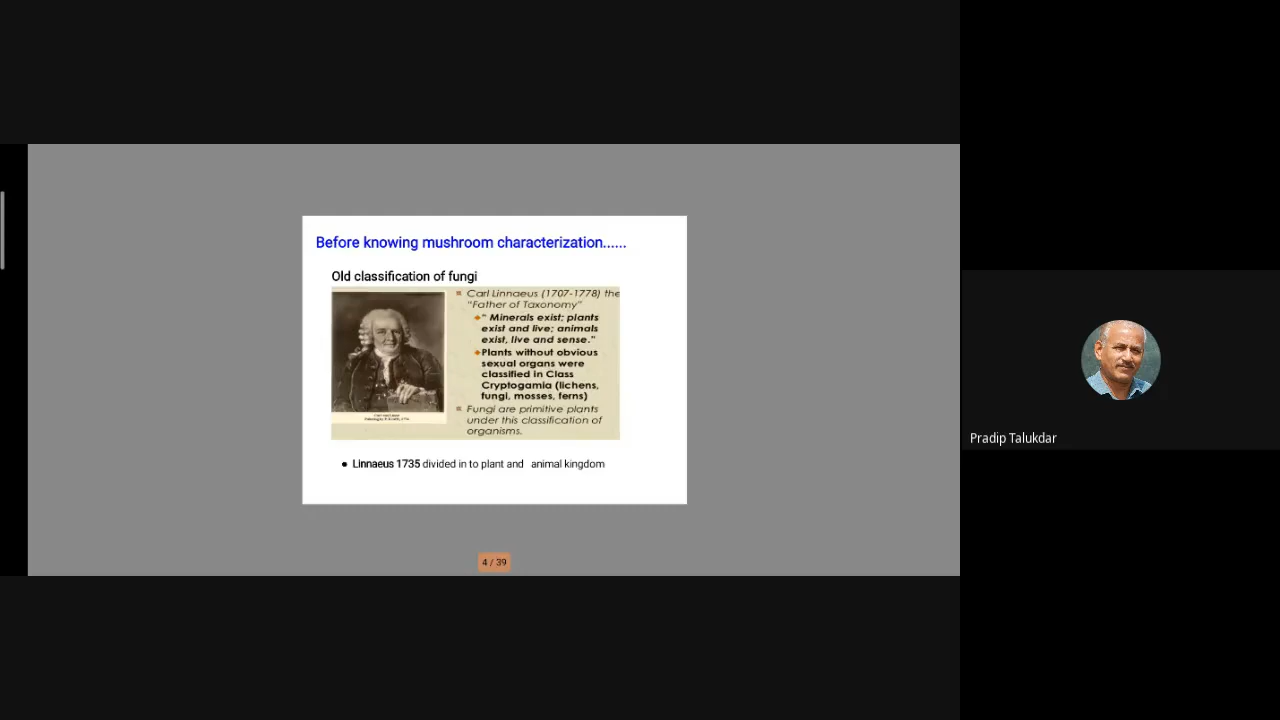 Before knowing mushroom characterization......
Old classification of fungi
Carl Linnaeus (1707-1778) the
"Father of Taxonomy"
" Minerals exist; plants
exist and live; animals
exist, live and sense."
Plants without obvious
sexual organs were
classified in Class
Cryptogamia (lichens,
fungi, mosses, ferns)
Fungi are primitive plants
under this classification of
organisms.
• Linnaeus 1735 divided in to plant and animal kingdom
4 / 39
Pradip Talukdar